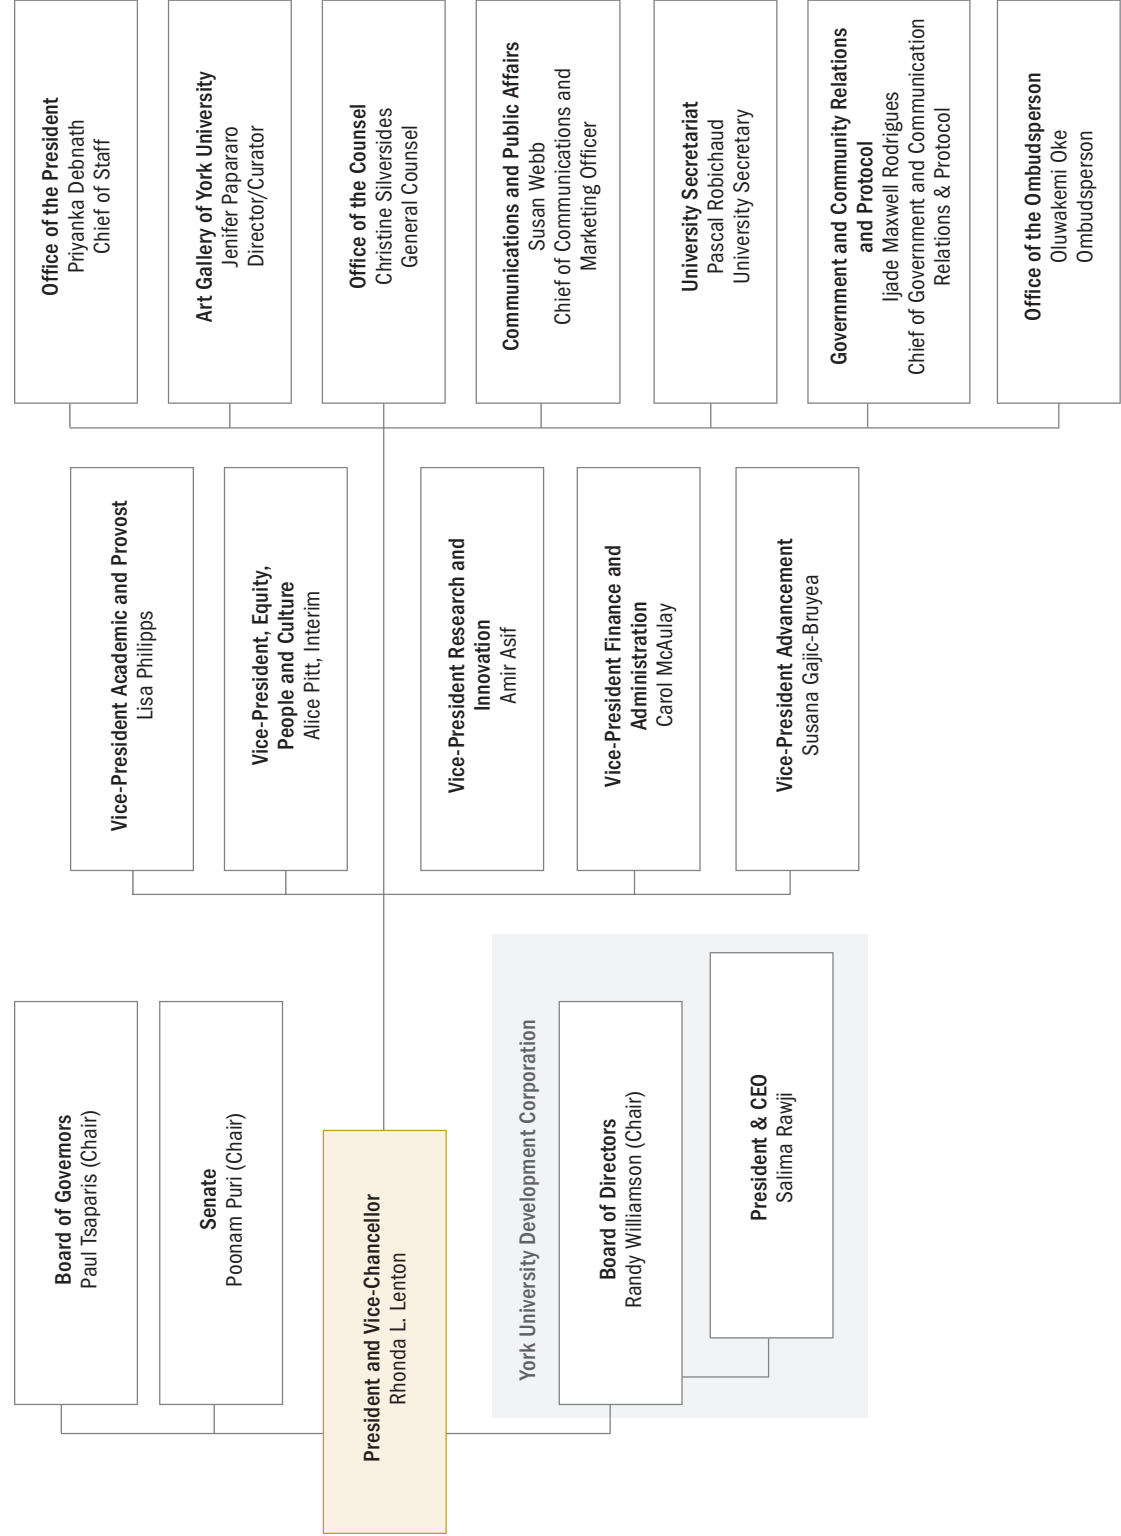 Board of Governors
Paul Tsaparis (Chair)
Senate
Poonam Puri (Chair)
President and Vice-Chancellor
Rhonda L. Lenton
York University Development Corporation
Board of Directors
Randy Williamson (Chair)
President & CEO
Salima Rawji
Vice-President Academic and Provost
Lisa Philipps
Vice-President, Equity,
People and Culture
Alice Pitt, Interim
Vice-President Research and
Innovation
Amir Asif
Vice-President Finance and
Administration
Carol McAulay
Vice-President Advancement
Susana Gajic-Bruyea
Office of the President
Priyanka Debnath
Chief of Staff
Art Gallery of York University
Jenifer Papararo
Director/Curator
Office of the Counsel
Christine Silversides
General Counsel
Communications and Public Affairs
Susan Webb
Chief of Communications and
Marketing Officer
University Secretariat
Pascal Robichaud
University Secretary
Government and Community Relations
and Protocol
Ijade Maxwell Rodrigues
Chief of Government and Communication
Relations & Protocol
Office of the Ombudsperson
Oluwakemi Oke
Ombudsperson